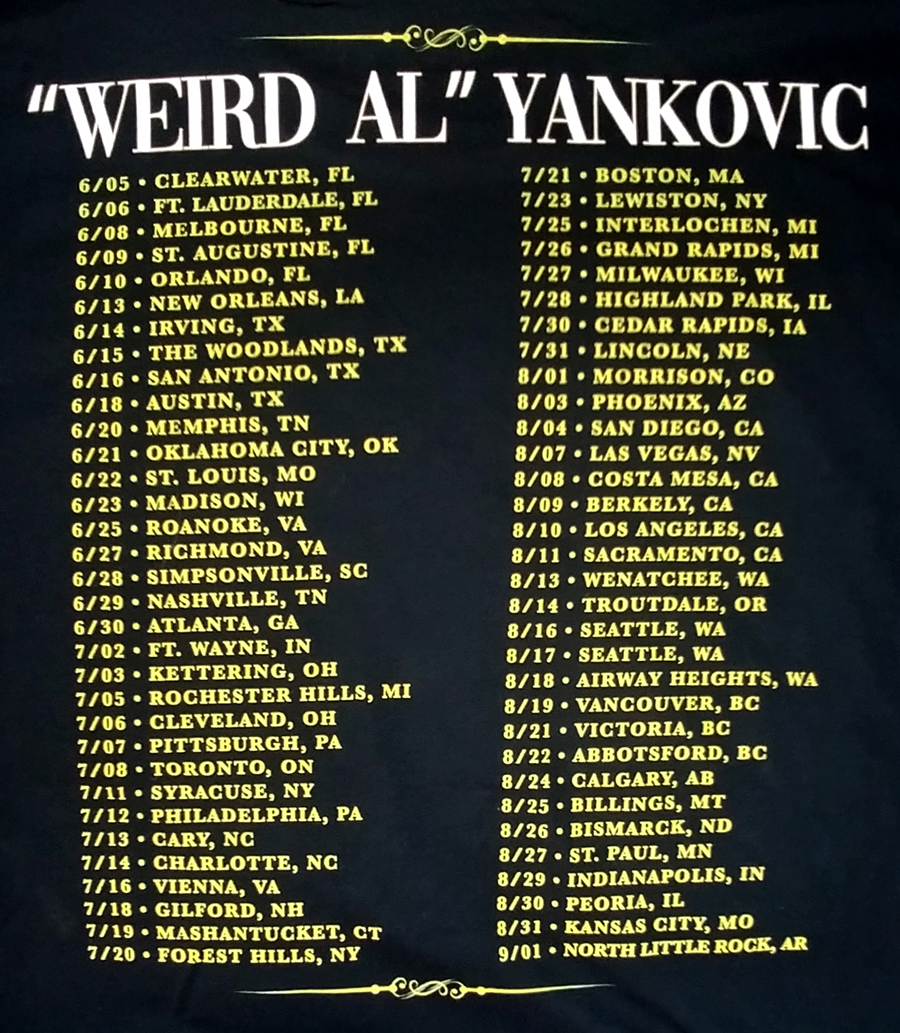 "WEIRD AL" YANKOVIC
6/05 • CLEARWATER, FL
6/06 • FT. LAUDERDALE, FL
6/08 • MELBOURNE, FL
6/09 • ST. AUGUSTINE, FL
6/10 • ORLANDO, FL
6/13 • NEW ORLEANS, LA
6/14 • IRVING, TX
6/15 • THE WOODLANDS, TX
6/16 • SAN ANTONIO, TX
6/18 • AUSTIN, TX
6/20 • MEMPHIS, TN
6/21 • OKLAHOMA CITY, OK
6/22 • ST. LOUIS, MO
6/23 • MADISON, WI
6/25 • ROANOKE, VA
6/27 • RICHMOND, VA
6/28 • SIMPSONVILLE, SC
6/29 • NASHVILLE, TN
6/30 • ATLANTA, GA
7/02 • FT. WAYNE, IN
7/03 • KETTERING, OH
7/05 • ROCHESTER HILLS, MI
7/06 • CLEVELAND, OH
7/07 • PITTSBURGH, PA
7/08 • TORONTO, ON
7/11 • SYRACUSE, NY
7/12 • PHILADELPHIA, PA
7/13 • CARY, NC
7/14 • CHARLOTTE, NC
7/16 • VIENNA, VA
7/18 • GILFORD, NH
7/19 • MASHANTUCKET, CT
7/20 • FOREST HILLS, NY
7/21 • BOSTON, MA
7/23 • LEWISTON, NY
7/25 • INTERLOCHEN, MI
7/26 • GRAND RAPIDS, MI
7/27 • MILWAUKEE, WI
7/28 • HIGHLAND PARK, IL
7/30 • CEDAR RAPIDS, IA
7/31 • LINCOLN, NE
8/01 • MORRISON, CO
8/03 • PHOENIX, AZ
8/04 • SAN DIEGO, CA
8/07 • LAS VEGAS, NV
8/08 • COSTA MESA, CA
8/09 • BERKELY, CA
8/10 • LOS ANGELES, CA
8/11 • SACRAMENTO, CA
8/13 • WENATCHEE, WA
8/14 • TROUTDALE, OR
8/16 • SEATTLE, WA
8/17 • SEATTLE, WA
8/18 • AIRWAY HEIGHTS, WA
8/19 • VANCOUVER, BC
8/21 • VICTORIA, BC
8/22 • ABBOTSFORD, BC
8/24 • CALGARY, AB
8/25 • BILLINGS, MT
8/26 • BISMARCK, ND
8/27 • ST. PAUL, MN
8/29 • INDIANAPOLIS, IN
8/30 • PEORIA, IL
8/31 • KANSAS CITY, MO
9/01 • NORTH LITTLE ROCK, AR